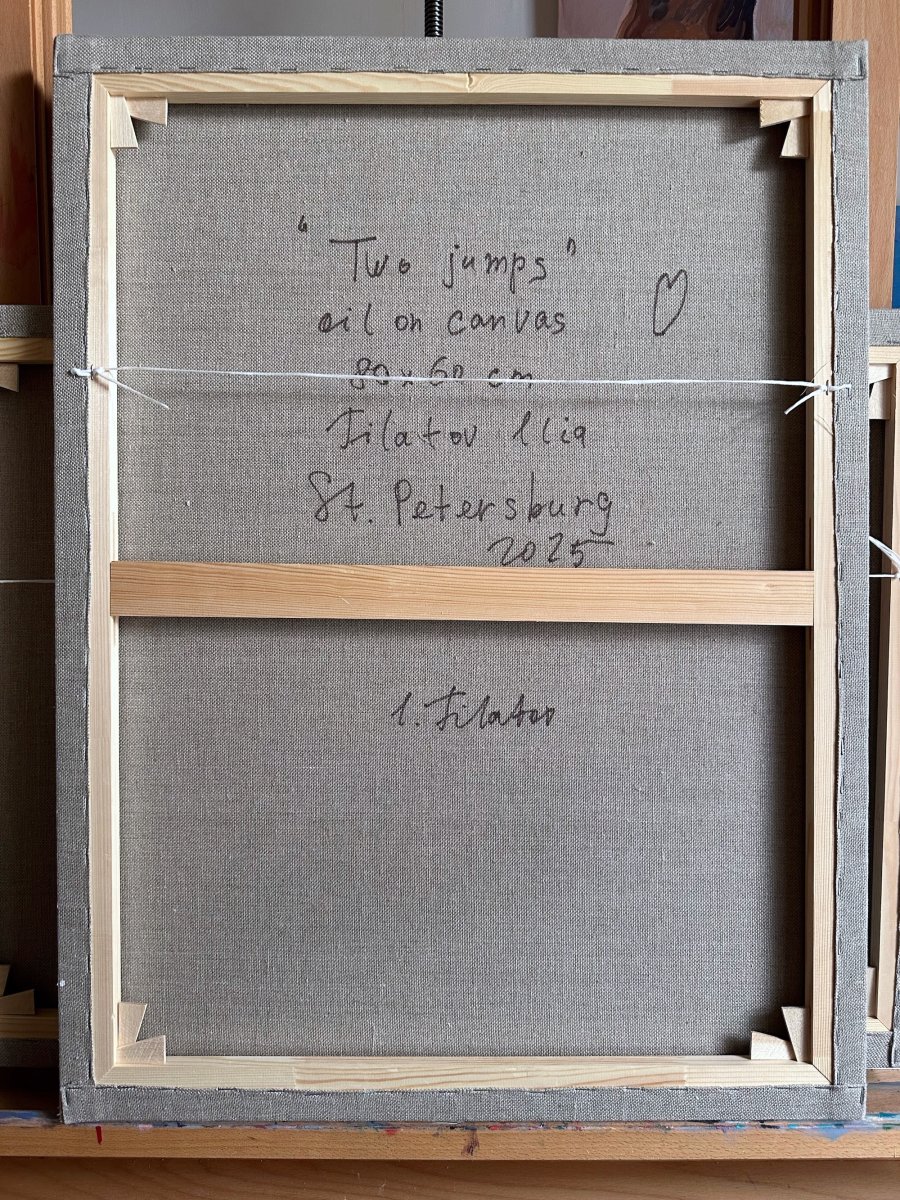 "Two jumps"
oil on canvas
80x60 cm
Filatov Ilia
St. Petersburg
2025
I. Filatov